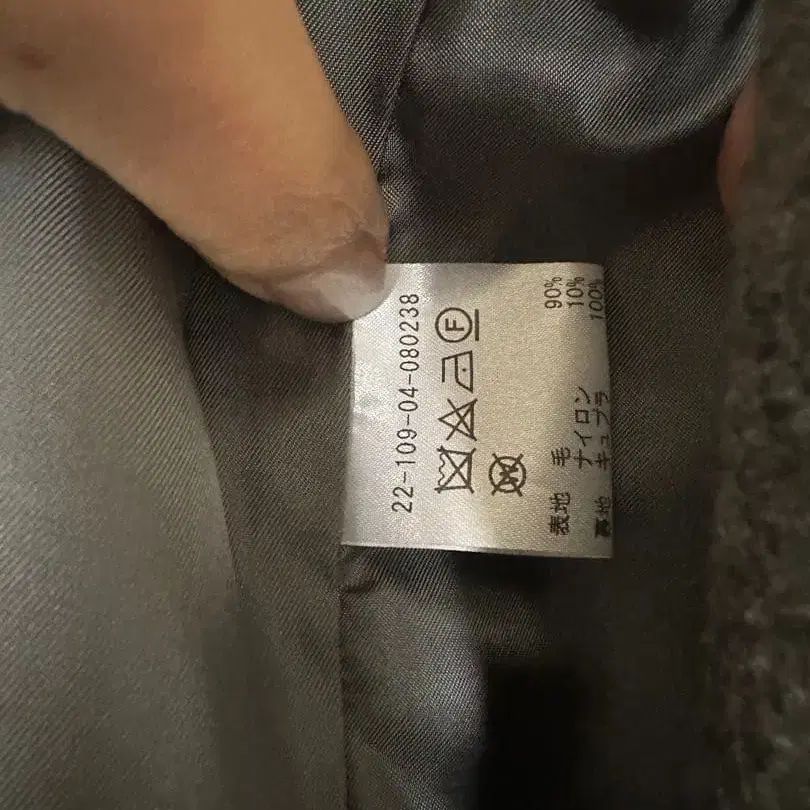 22-109-04-080238
F
W
表地 毛 90%
ナイロン 10%
裏地 キュプラ 100%